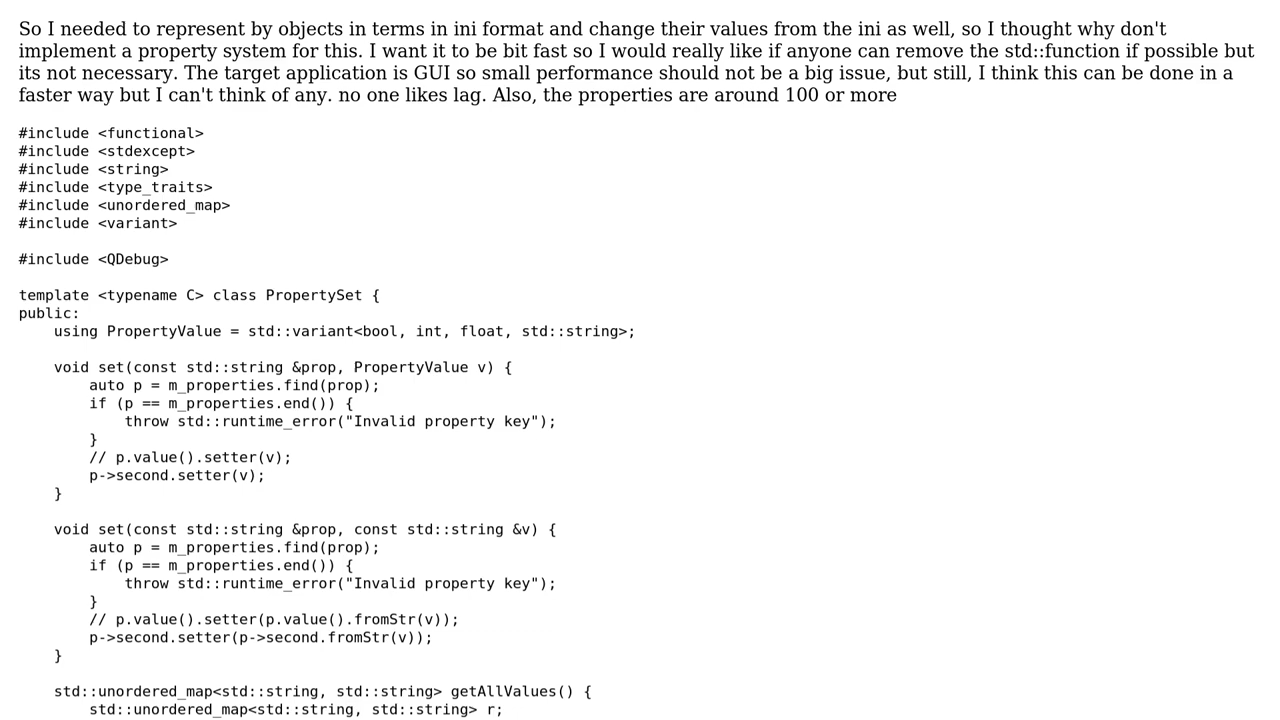 So I needed to represent by objects in terms in ini format and change their values from the ini as well, so I thought why don't
implement a property system for this. I want it to be bit fast so I would really like if anyone can remove the std::function if possible but
its not necessary. The target application is GUI so small performance should not be a big issue, but still, I think this can be done in a
faster way but I can't think of any. no one likes lag. Also, the properties are around 100 or more
#include <functional>
#include <stdexcept>
#include <string>
#include <type_traits>
#include <unordered_map>
#include <variant>
#include <QDebug>
template <typename C> class PropertySet {
public:
    using PropertyValue = std::variant<bool, int, float, std::string>;
    void set(const std::string &prop, PropertyValue v) {
        auto p = m_properties.find(prop);
        if (p == m_properties.end()) {
            throw std::runtime_error("Invalid property key");
        }
        // p.value().setter(v);
        p->second.setter(v);
    }
    void set(const std::string &prop, const std::string &v) {
        auto p = m_properties.find(prop);
        if (p == m_properties.end()) {
            throw std::runtime_error("Invalid property key");
        }
        // p.value().setter(p.value().fromStr(v));
        p->second.setter(p->second.fromStr(v));
    }
    std::unordered_map<std::string, std::string> getAllValues() {
        std::unordered_map<std::string, std::string> r;